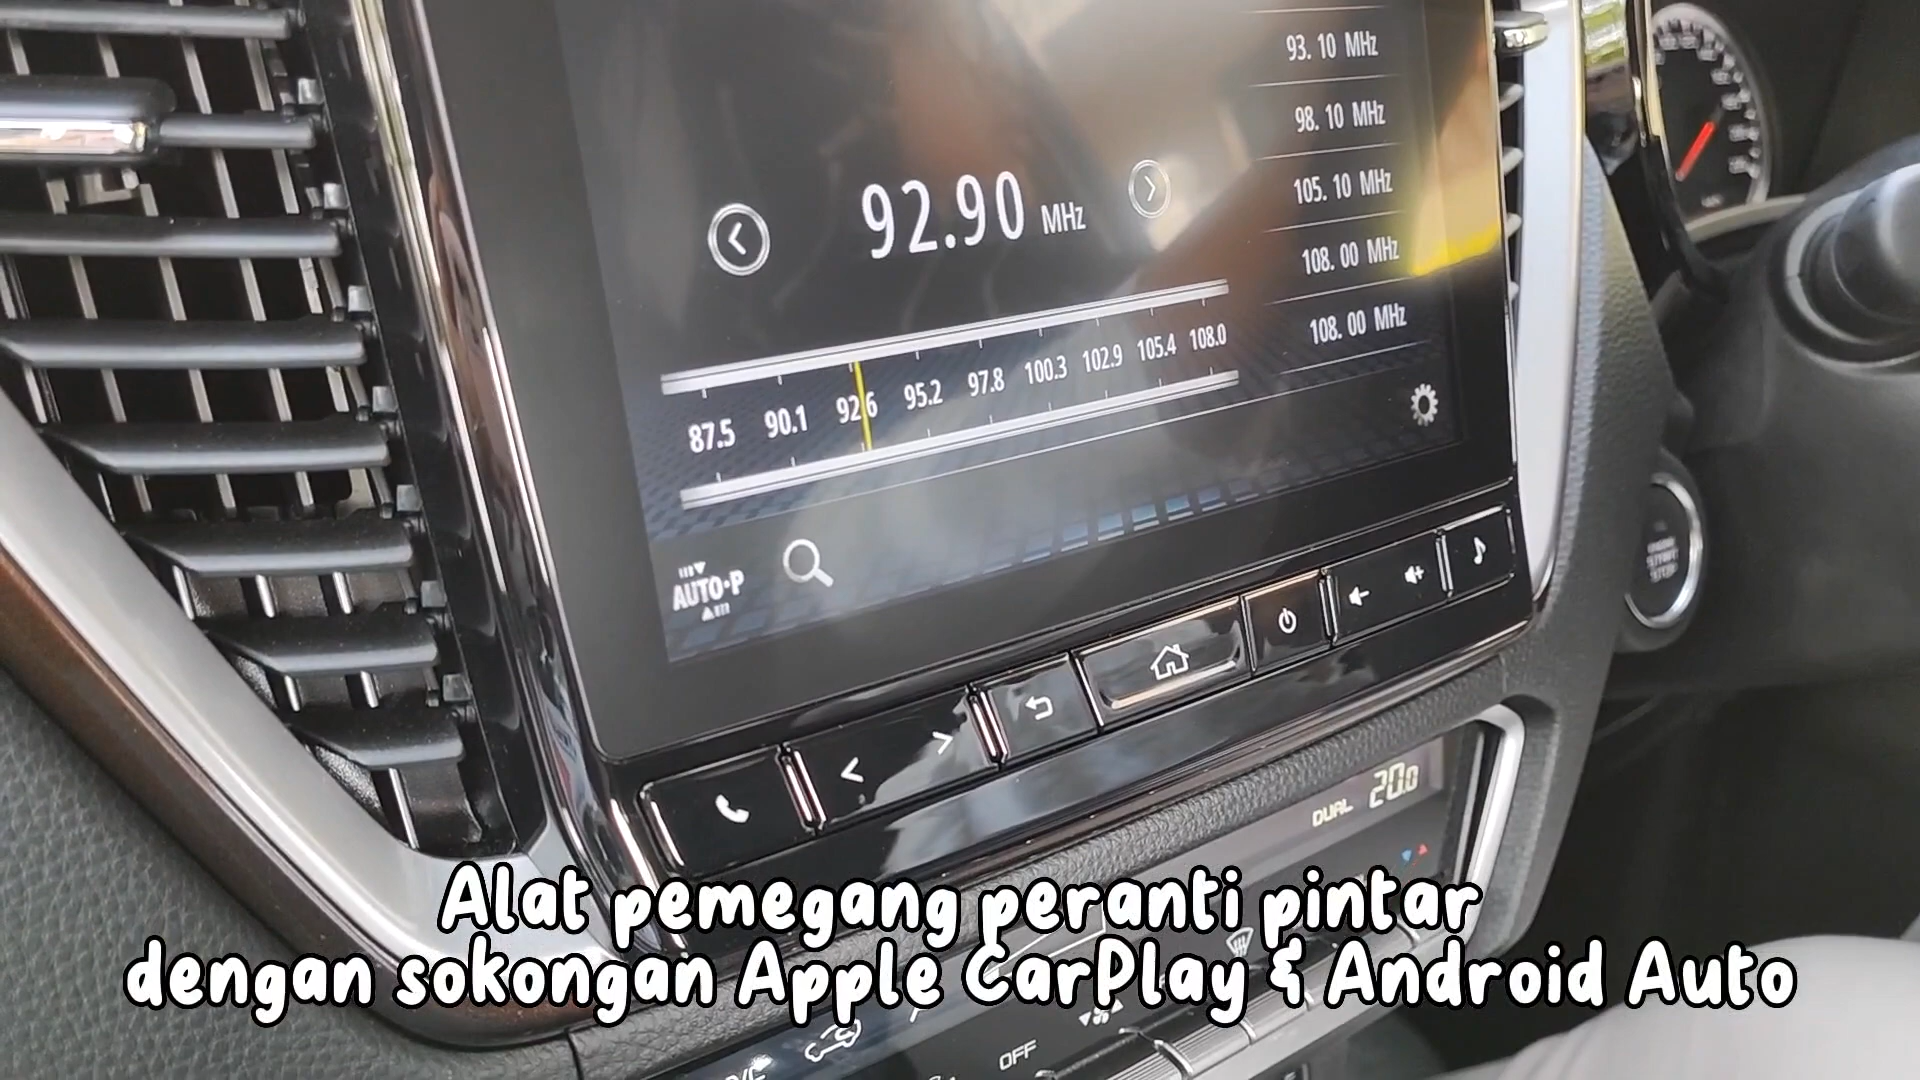 93. 10 MHz
98. 10 MHz
105. 10 MHz
108. 00 MHz
108. 00 MHz
92.90 MHz
87.5 90.1 92.6 95.2 97.8 100.3 102.9 105.4 108.0
AUTO•P
DUAL 20.0
Alat pemegang peranti pintar
dengan sokongan Apple CarPlay & Android Auto
OFF